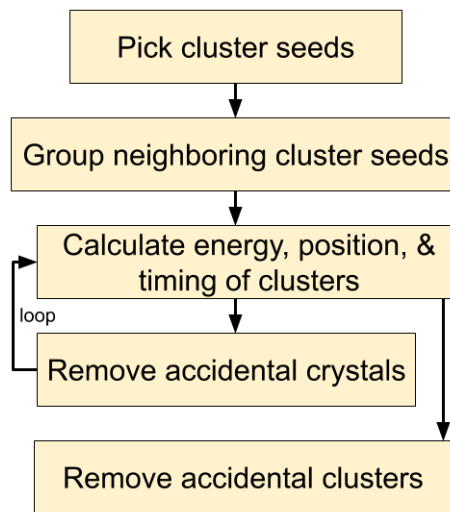 Pick cluster seeds
Group neighboring cluster seeds
Calculate energy, position, &
timing of clusters
loop
Remove accidental crystals
Remove accidental clusters